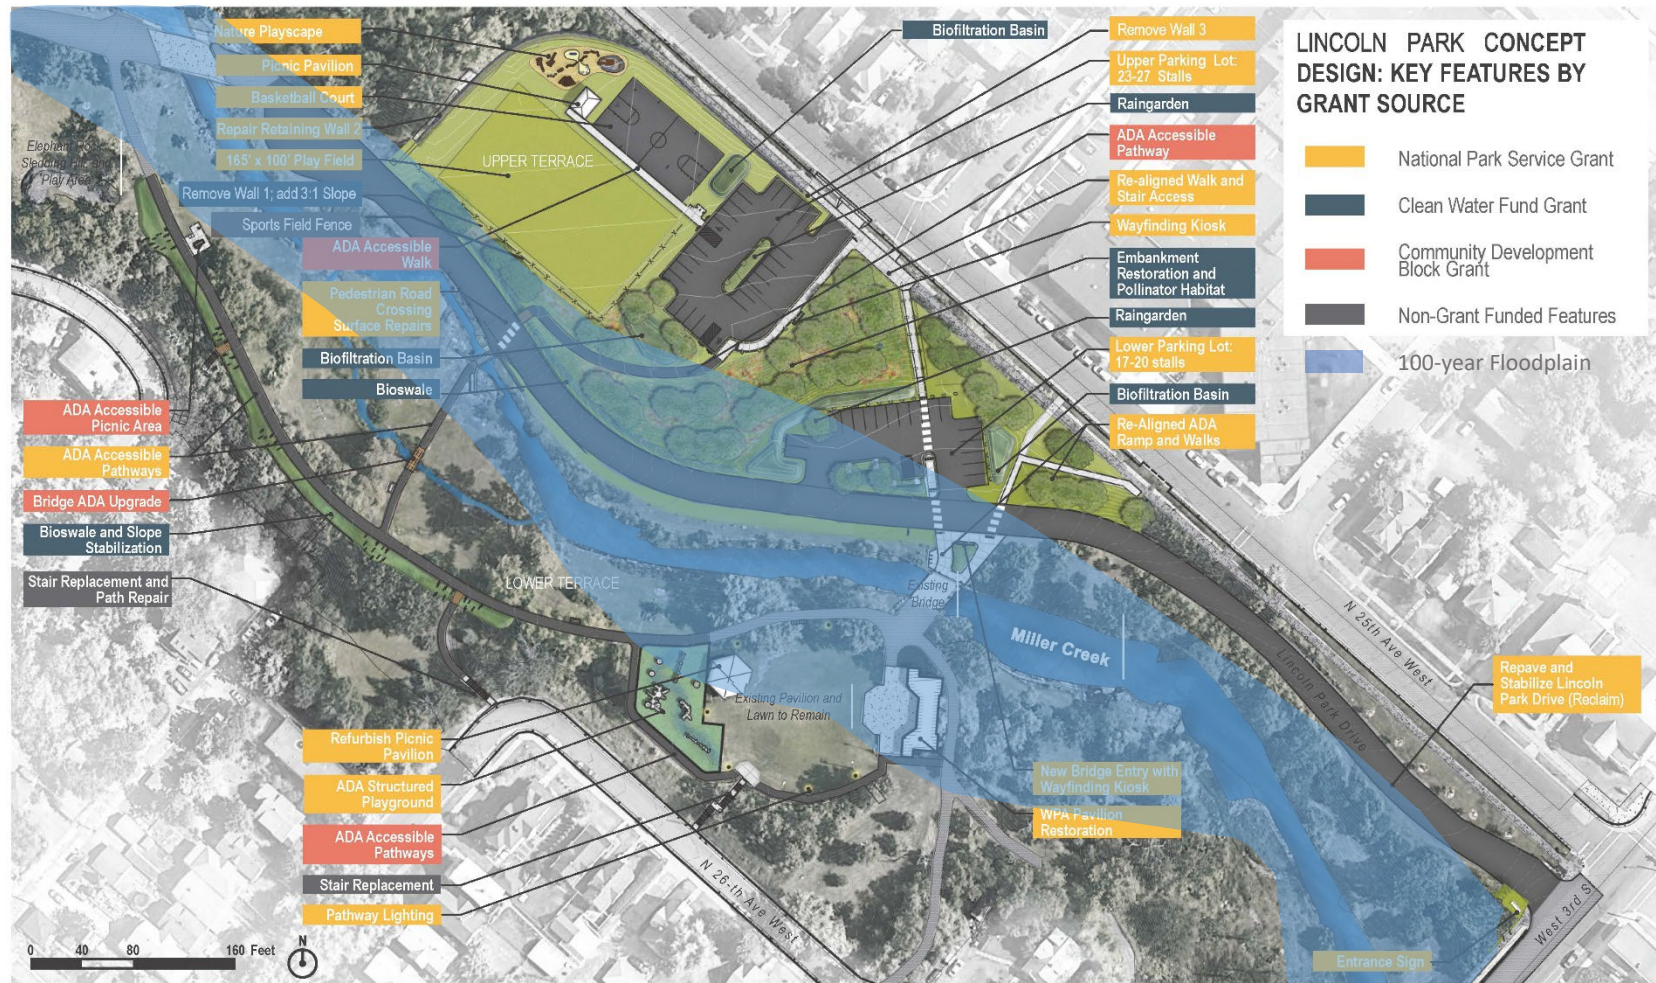 Nature Playscape
Picnic Pavilion
Basketball Court
Repair Retaining Wall 2
165' x 100' Play Field
Remove Wall 1; add 3:1 Slope
Sports Field Fence
ADA Accessible
Walk
Pedestrian Road
Crossing
Surface Repairs
Biofiltration Basin
Bioswale
Elephant Rock
Sledding Hill and
Play Area
ADA Accessible
Picnic Area
ADA Accessible
Pathways
Bridge ADA Upgrade
Bioswale and Slope
Stabilization
Stair Replacement and
Path Repair
Refurbish Picnic
Pavilion
ADA Structured
Playground
ADA Accessible
Pathways
Stair Replacement
Pathway Lighting
0 40 80 160 Feet
N
UPPER TERRACE
LOWER TERRACE
Existing
Bridge
Miller Creek
Existing Pavilion and
Lawn to Remain
Lincoln Park Drive
N 25th Ave West
N 26-th Ave West
West 3rd S
Biofiltration Basin
Remove Wall 3
Upper Parking Lot:
23-27 Stalls
Raingarden
ADA Accessible
Pathway
Re-aligned Walk and
Stair Access
Wayfinding Kiosk
Embankment
Restoration and
Pollinator Habitat
Raingarden
Lower Parking Lot:
17-20 stalls
Biofiltration Basin
Re-Aligned ADA
Ramp and Walks
New Bridge Entry with
Wayfinding Kiosk
WPA Pavilion
Restoration
Repave and
Stabilize Lincoln
Park Drive (Reclaim)
Entrance Sign
LINCOLN PARK CONCEPT
DESIGN: KEY FEATURES BY
GRANT SOURCE
National Park Service Grant
Clean Water Fund Grant
Community Development
Block Grant
Non-Grant Funded Features
100-year Floodplain